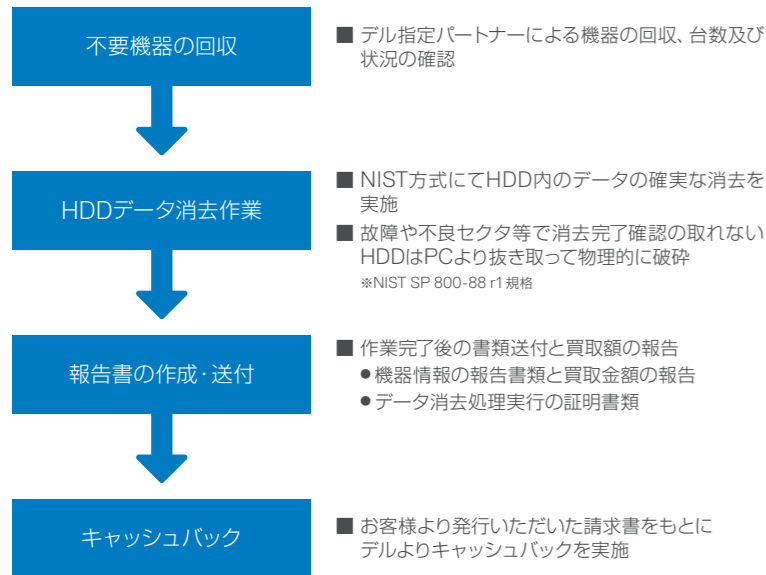 不要機器の回収
■ デル指定パートナーによる機器の回収、台数及び
状況の確認
HDDデータ消去作業
■ NIST方式にてHDD内のデータの確実な消去を
実施
■ 故障や不良セクタ等で消去完了確認の取れない
HDDはPCより抜き取って物理的に破砕
※NIST SP 800-88 r1 規格
報告書の作成・送付
■ 作業完了後の書類送付と買取額の報告
●機器情報の報告書類と買取金額の報告
●データ消去処理実行の証明書類
キャッシュバック
■ お客様より発行いただいた請求書をもとに
デルよりキャッシュバックを実施